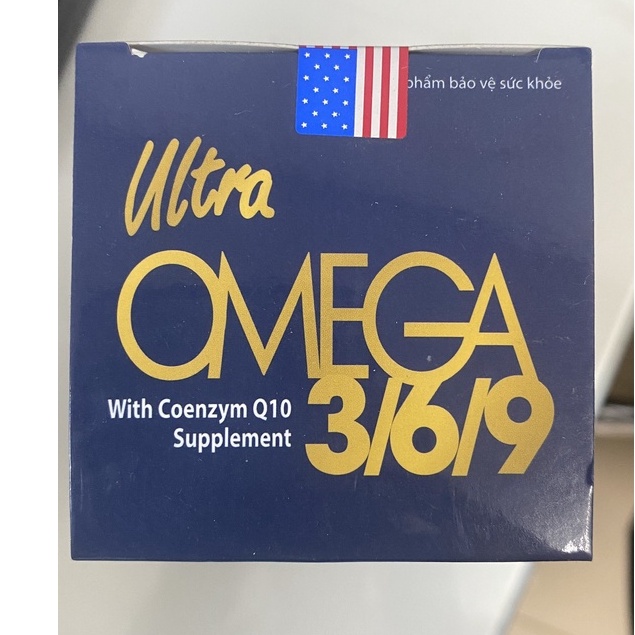 phẩm bảo vệ sức khỏe
Ultra
OMEGA
3/6/9
With Coenzym Q10
Supplement